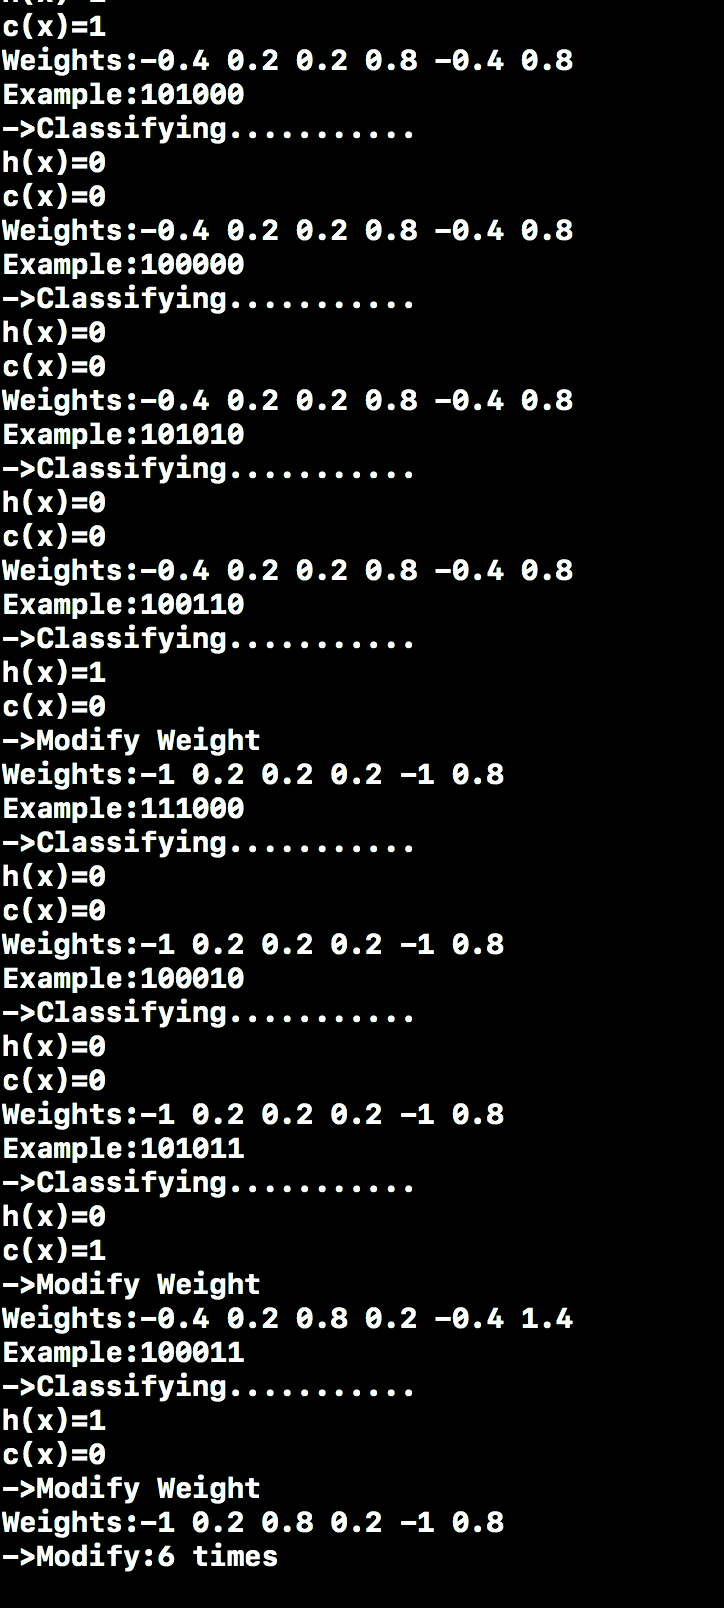 c(x)=1
Weights:-0.4 0.2 0.2 0.8 -0.4 0.8
Example:101000
->Classifying...........
h(x)=0
c(x)=0
Weights:-0.4 0.2 0.2 0.8 -0.4 0.8
Example:100000
->Classifying...........
h(x)=0
c(x)=0
Weights:-0.4 0.2 0.2 0.8 -0.4 0.8
Example:101010
->Classifying...........
h(x)=0
c(x)=0
Weights:-0.4 0.2 0.2 0.8 -0.4 0.8
Example:100110
->Classifying...........
h(x)=1
c(x)=0
->Modify Weight
Weights:-1 0.2 0.2 0.2 -1 0.8
Example:111000
->Classifying...........
h(x)=0
c(x)=0
Weights:-1 0.2 0.2 0.2 -1 0.8
Example:100010
->Classifying...........
h(x)=0
c(x)=0
Weights:-1 0.2 0.2 0.2 -1 0.8
Example:101011
->Classifying...........
h(x)=0
c(x)=1
->Modify Weight
Weights:-0.4 0.2 0.8 0.2 -0.4 1.4
Example:100011
->Classifying...........
h(x)=1
c(x)=0
->Modify Weight
Weights:-1 0.2 0.8 0.2 -1 0.8
->Modify:6 times